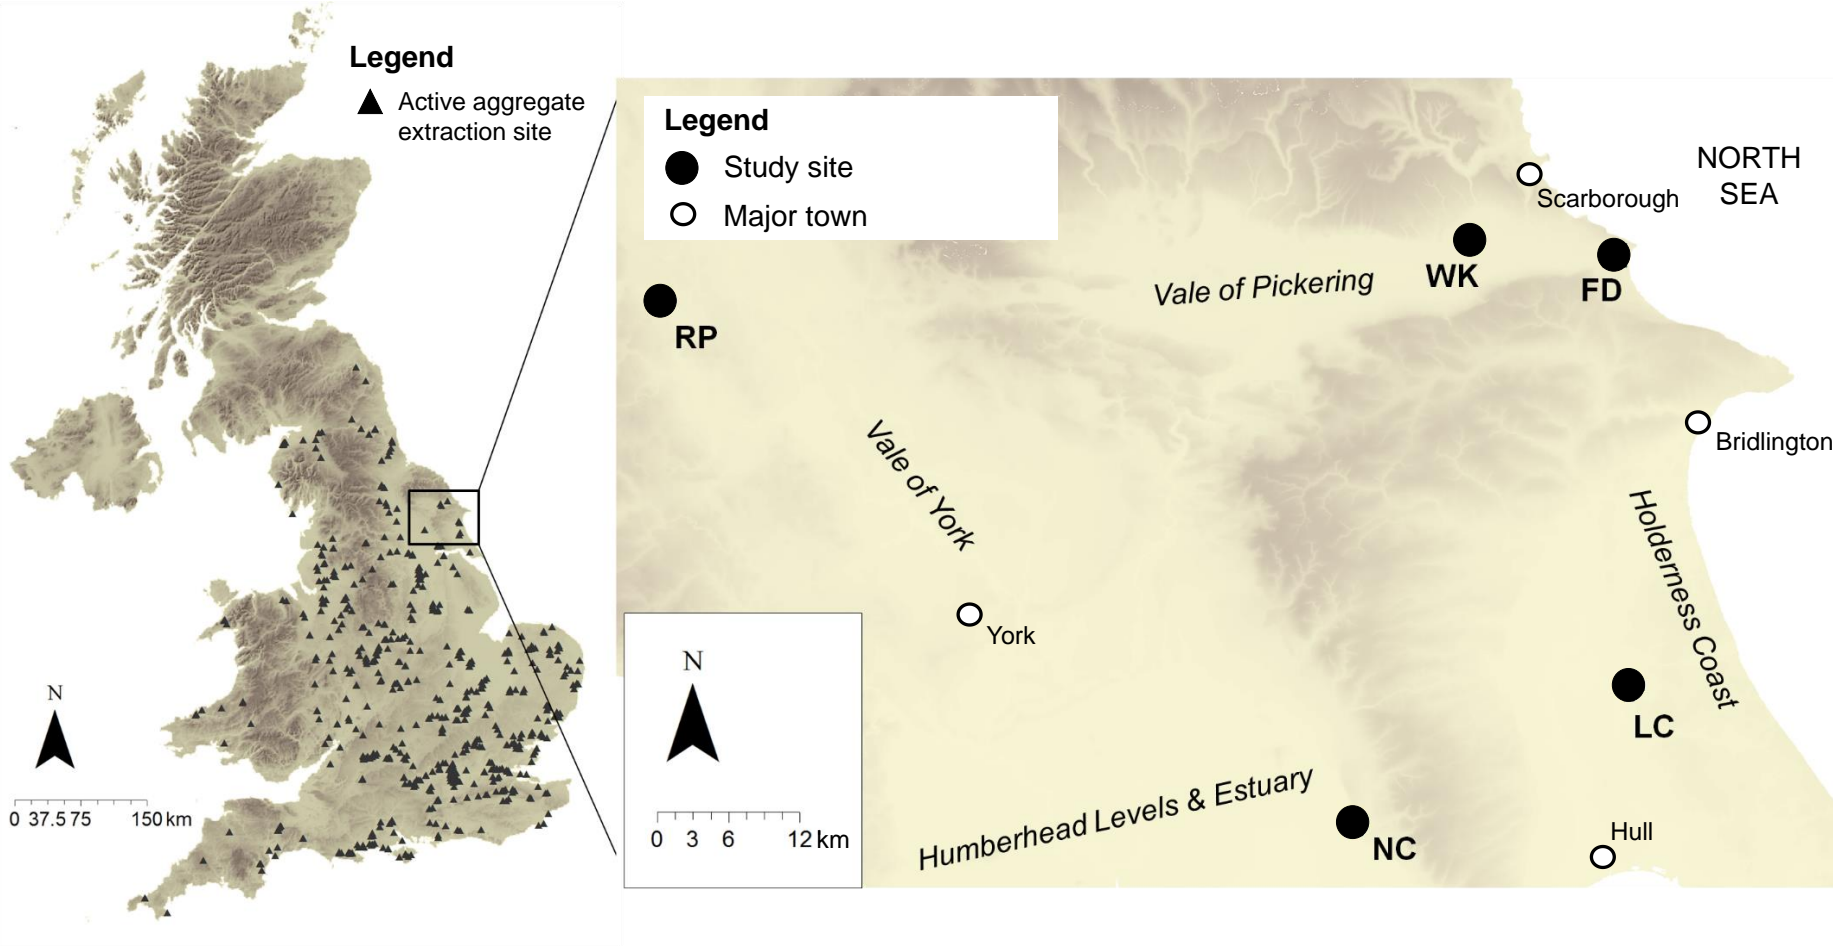 Legend
Active aggregate
extraction site
N
0 37.5 75 150 km
Legend
Study site
Major town
NORTH
SEA
Scarborough
WK
FD
Vale of Pickering
RP
Bridlington
Vale of York
Holderness Coast
York
N
0 3 6 12 km
LC
Humberhead Levels & Estuary
NC
Hull